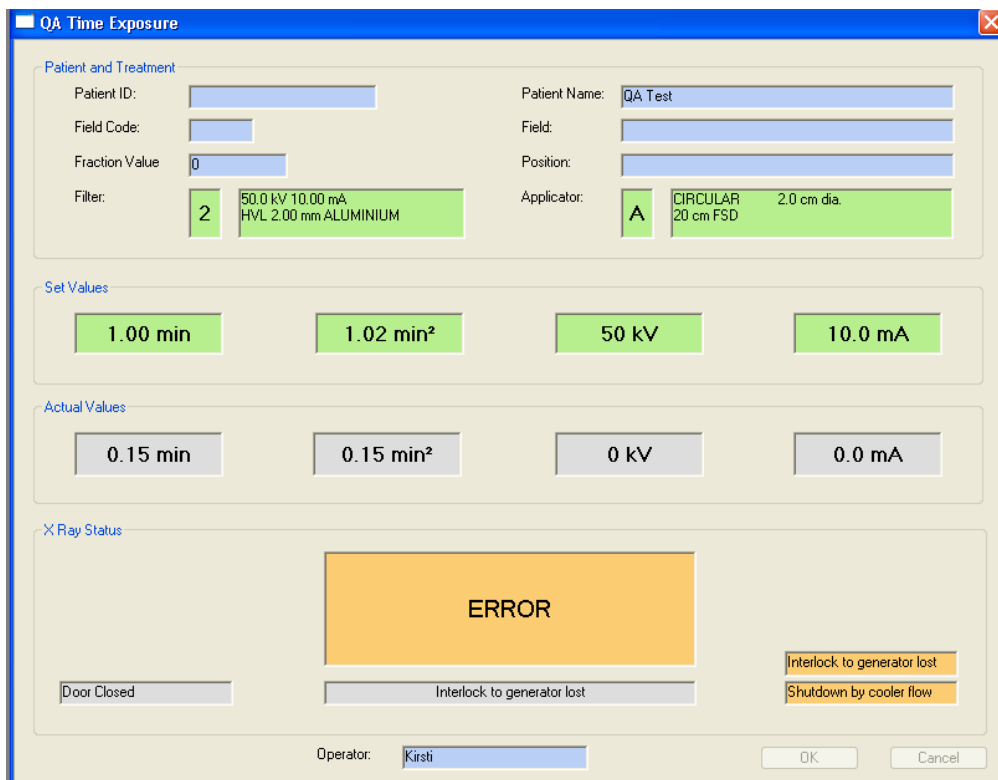 QA Time Exposure
Patient and Treatment
Patient ID:
Patient Name: QA Test
Field Code:
Field:
Fraction Value 0
Position:
Filter: 2 50.0 kV 10.00 mA
HVL 2.00 mm ALUMINIUM
Applicator: A CIRCULAR 2.0 cm dia.
20 cm FSD
Set Values
1.00 min 1.02 min² 50 kV 10.0 mA
Actual Values
0.15 min 0.15 min² 0 kV 0.0 mA
X Ray Status
ERROR
Interlock to generator lost
Door Closed Interlock to generator lost Shutdown by cooler flow
Operator: Kirsti OK Cancel